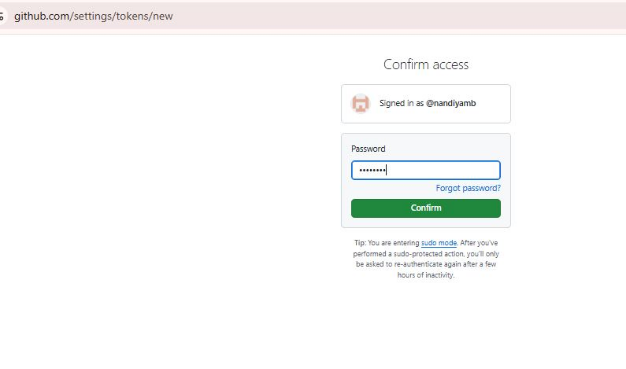 github.com/settings/tokens/new
Confirm access
Signed in as @nandiyamb
Password
••••••••
Forgot password?
Confirm
Tip: You are entering sudo mode. After you've
performed a sudo-protected action, you'll only
be asked to re-authenticate again after a few
hours of inactivity.